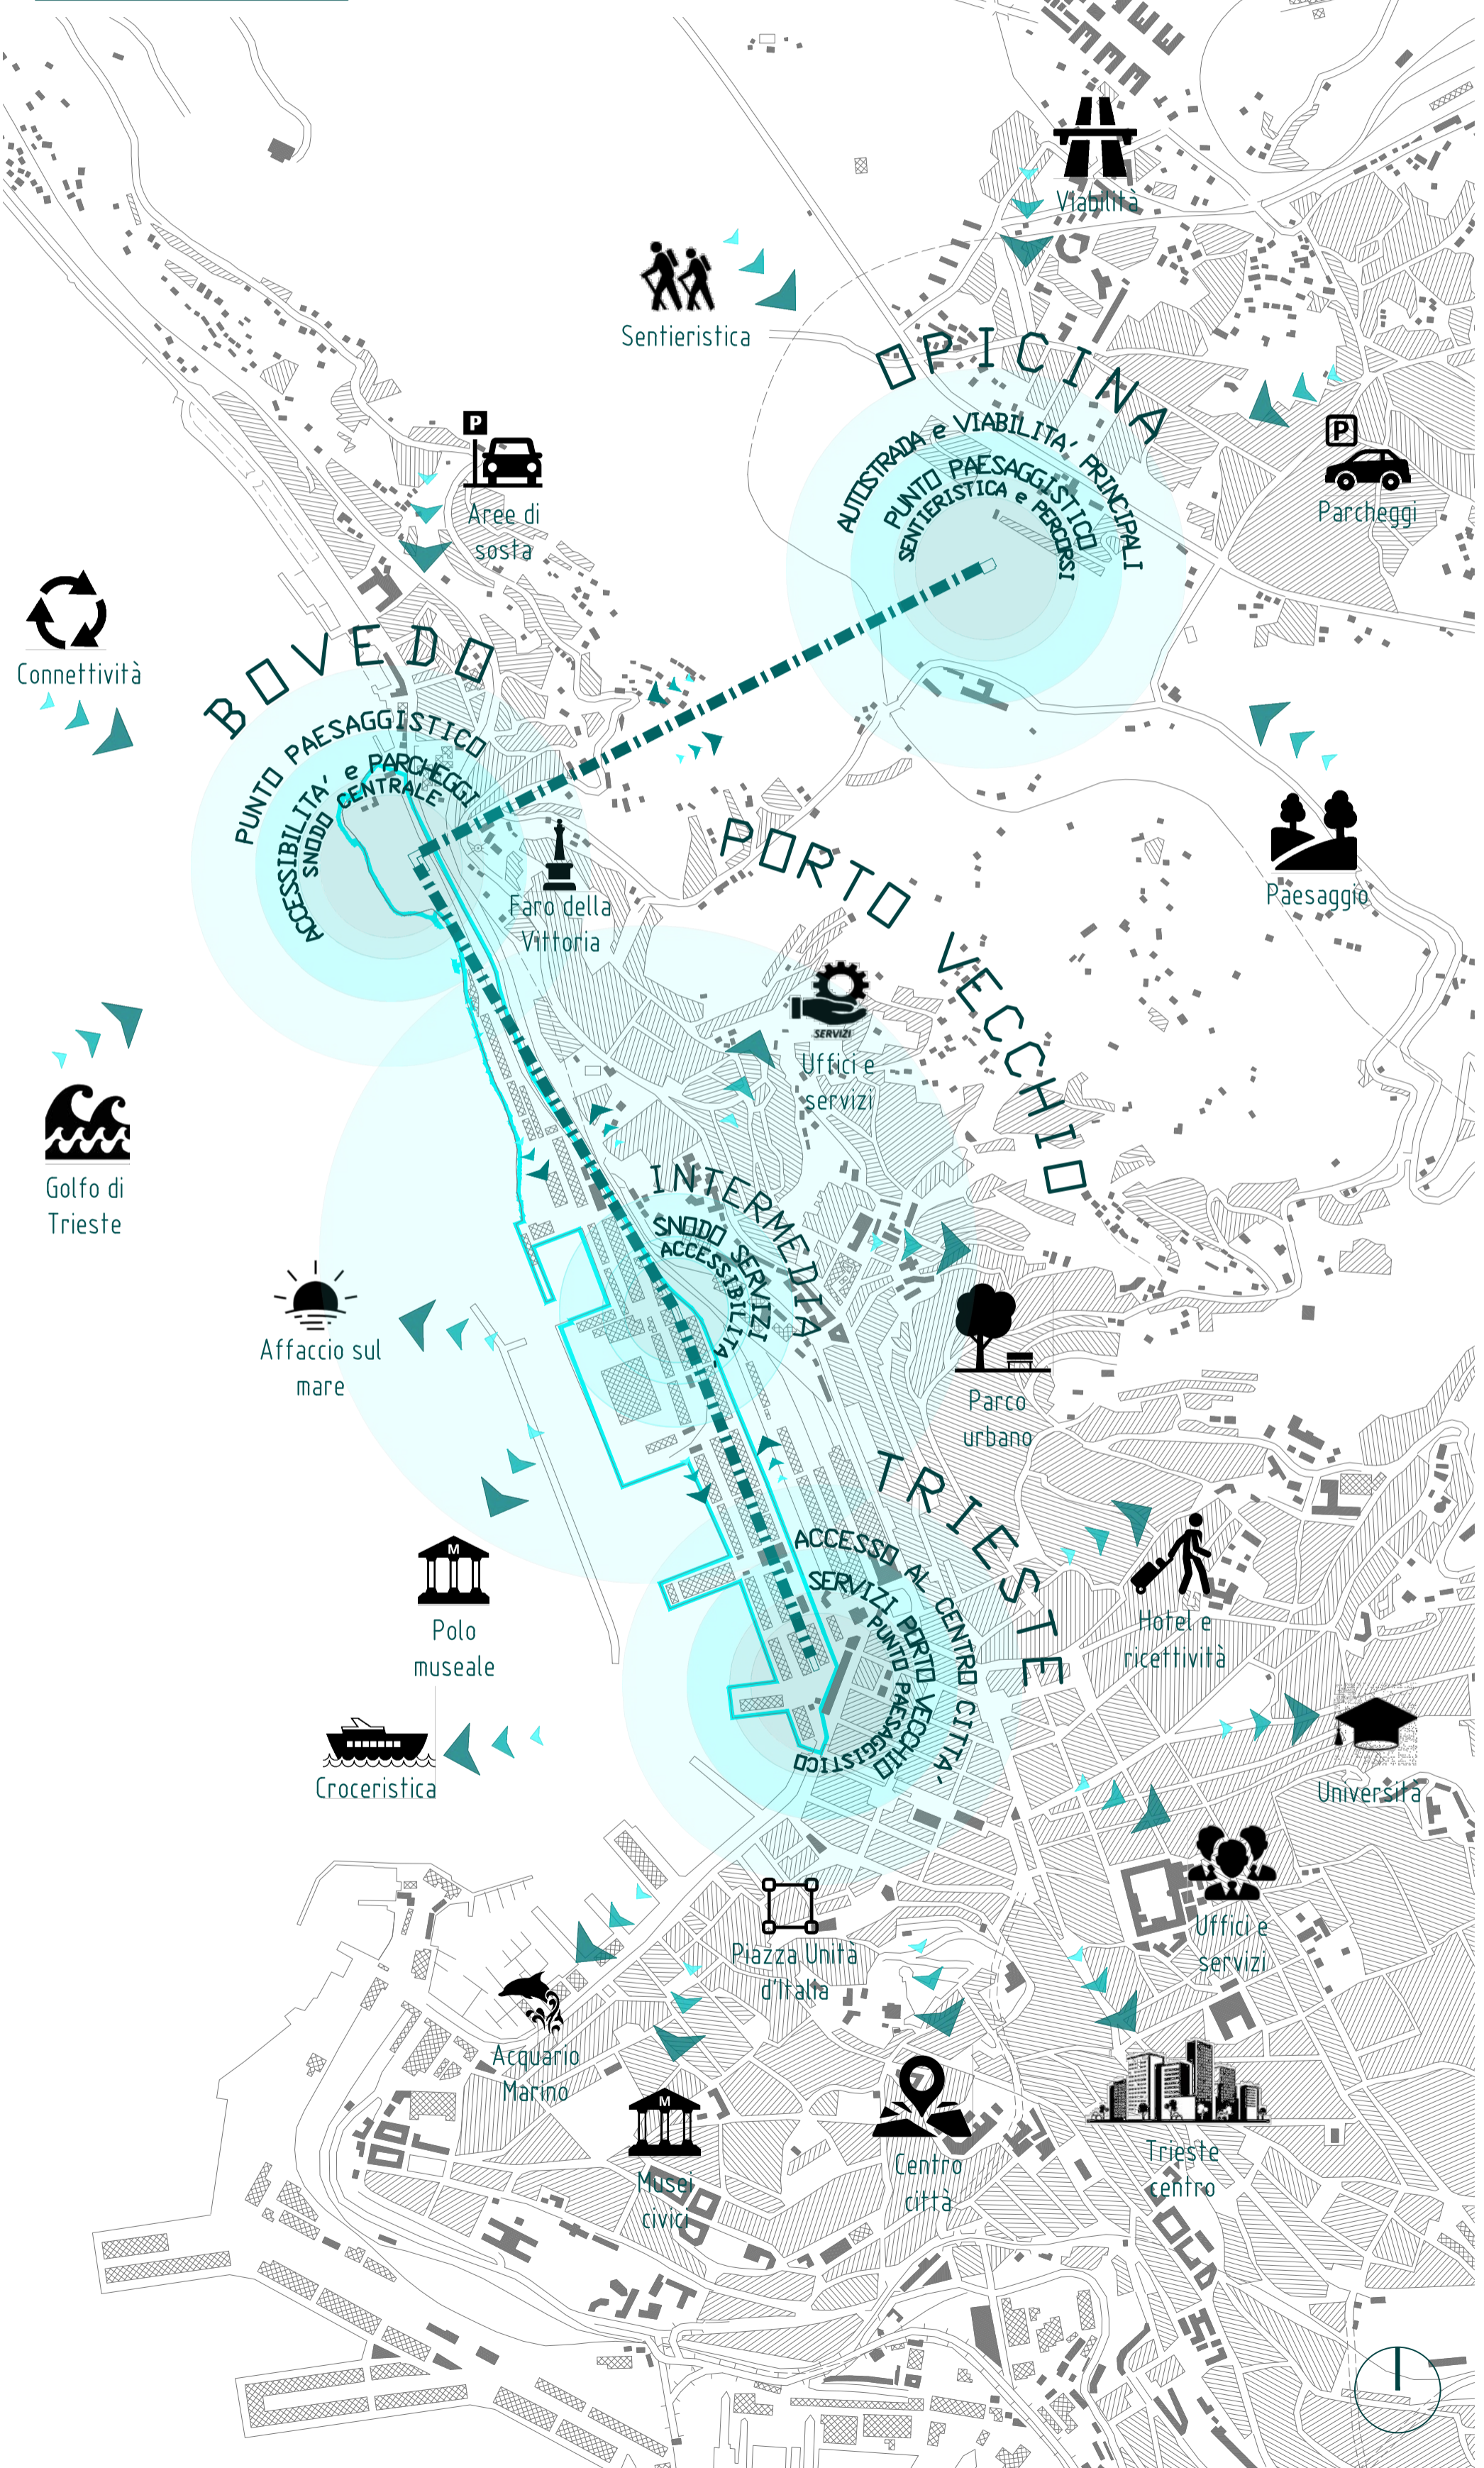 Viabilità
Sentieristica
OPICINA
AUTOSTRADA e VIABILITA' PRINCIPALI
PUNTO PAESAGGISTICO
SENTIERISTICA e PERCORSI
P
Parcheggi
P
Aree di
sosta
Connettività
BOVEDO
PUNTO PAESAGGISTICO
ACCESSIBILITA' e PARCHEGGI
SNODO CENTRALE
Faro della
Vittoria
PORTO VECCHIO
Paesaggio
SERVIZI
Uffici e
servizi
Golfo di
Trieste
INTERMEDIA
SNODO SERVIZI
ACCESSIBILITA'
Affaccio sul
mare
Parco
urbano
TRIESTE
ACCESSO AL CENTRO CITTA'
SERVIZI PORTO VECCHIO
PUNTO PAESAGGISTICO
M
Polo
museale
Hotel e
ricettività
Croceristica
Università
Uffici e
servizi
Piazza Unità
d'Italia
Acquario
Marino
M
Musei
civici
Centro
città
Trieste
centro